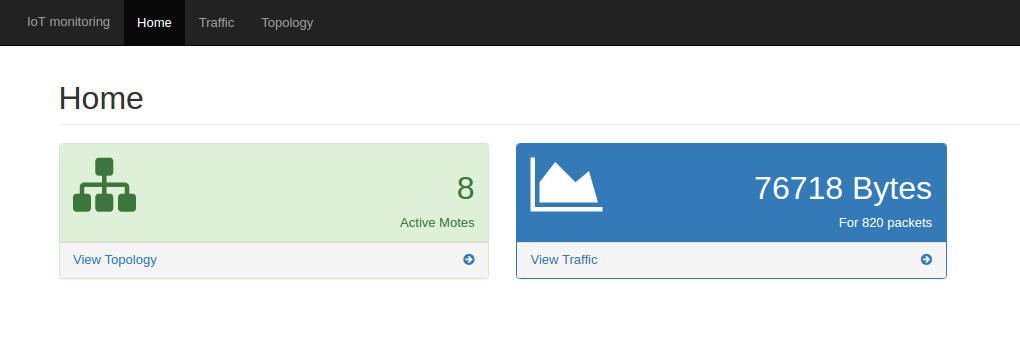 IoT monitoring Home Traffic Topology
Home
8
Active Motes
View Topology
76718 Bytes
For 820 packets
View Traffic